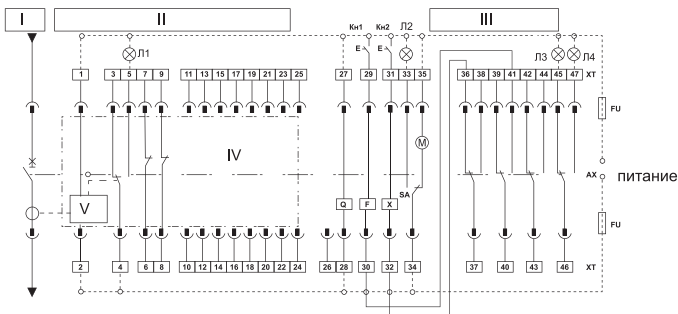 I II III
Кн1 Кн2 Л2
Л1 Е Е Л3 Л4
1 3 5 7 9 11 13 15 17 19 21 23 25 27 29 31 33 35 36 38 39 41 42 44 45 47 XT
FU
IV M
AX питание
V Q F X SA
FU
2 4 6 8 10 12 14 16 18 20 22 24 26 28 30 32 34 37 40 43 46 XT